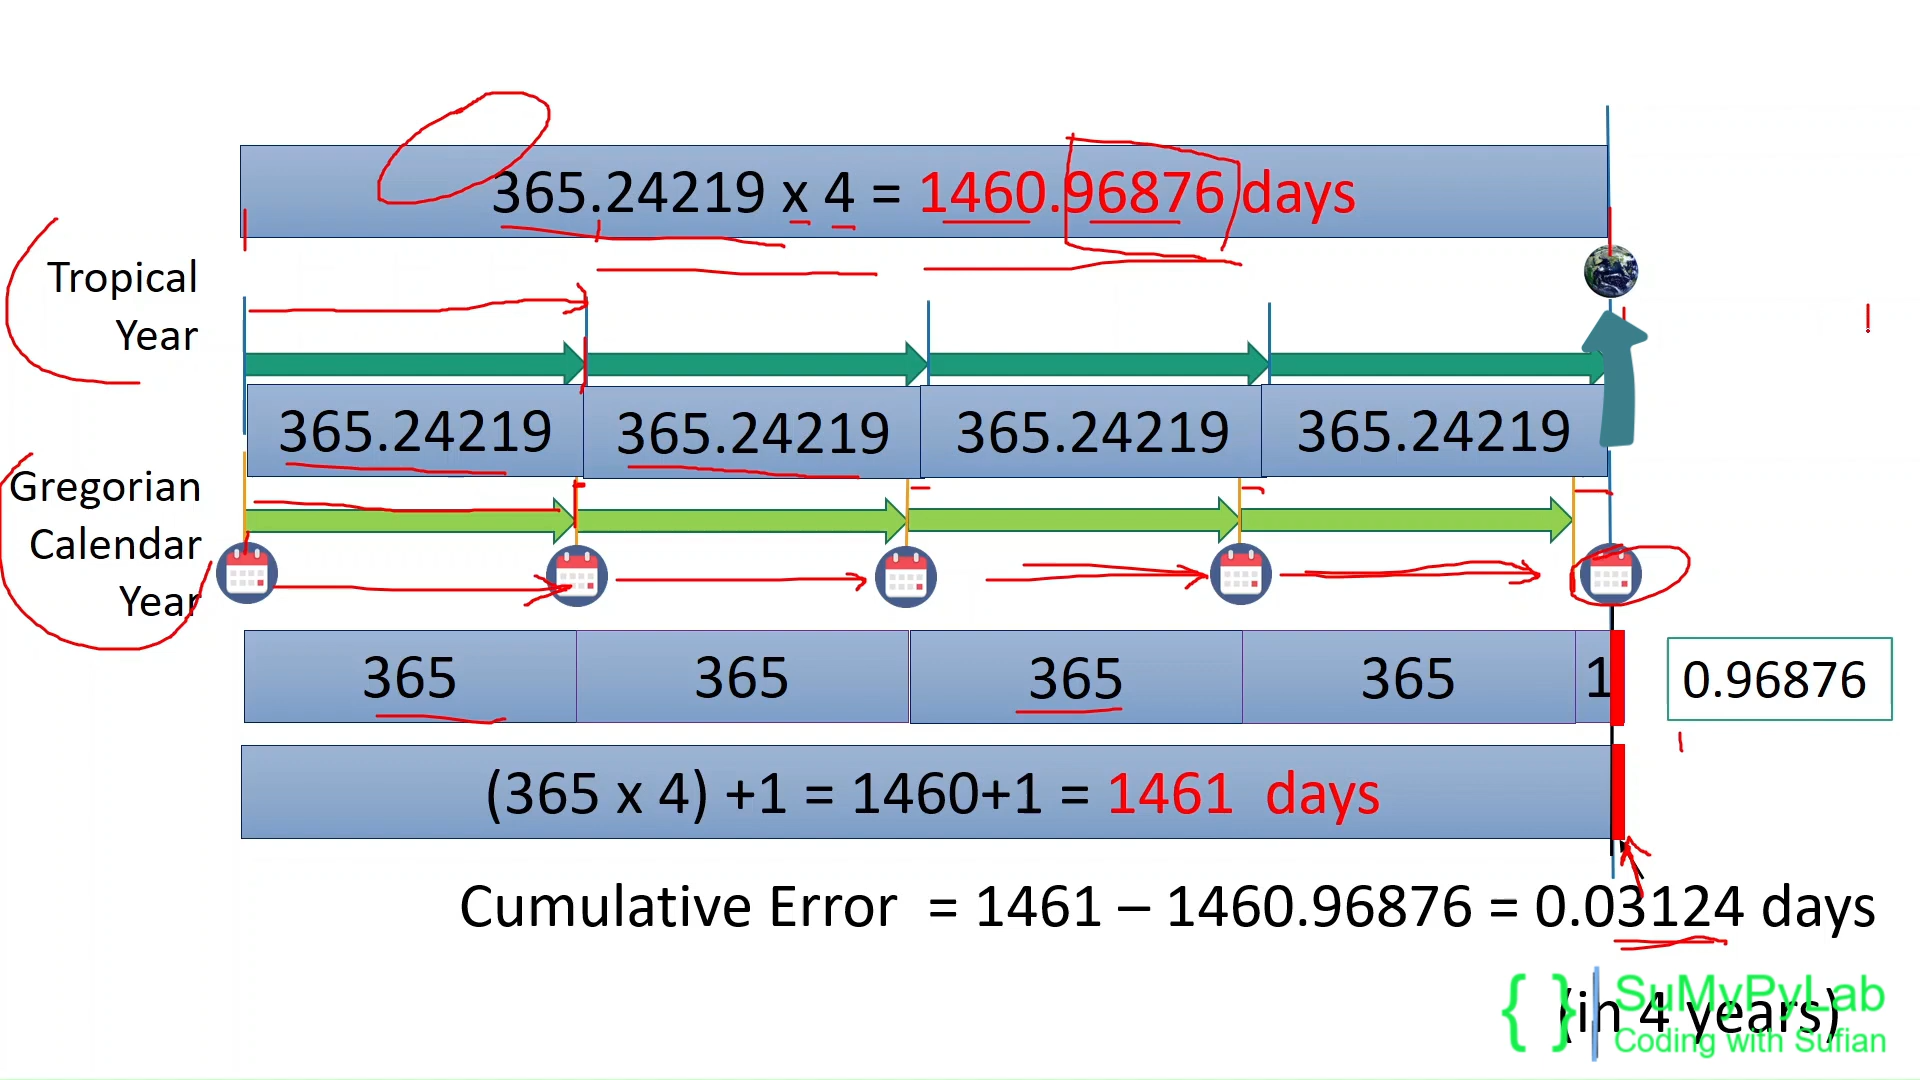 365.24219 x 4 = 1460.96876 days
Tropical
Year
365.24219 365.24219 365.24219 365.24219
Gregorian
Calendar
Year
365 365 365 365 1
0.96876
(365 x 4) +1 = 1460+1 = 1461 days
Cumulative Error = 1461 – 1460.96876 = 0.03124 days
(in 4 years)
{ } SuMyPyLab
Coding with Sufian